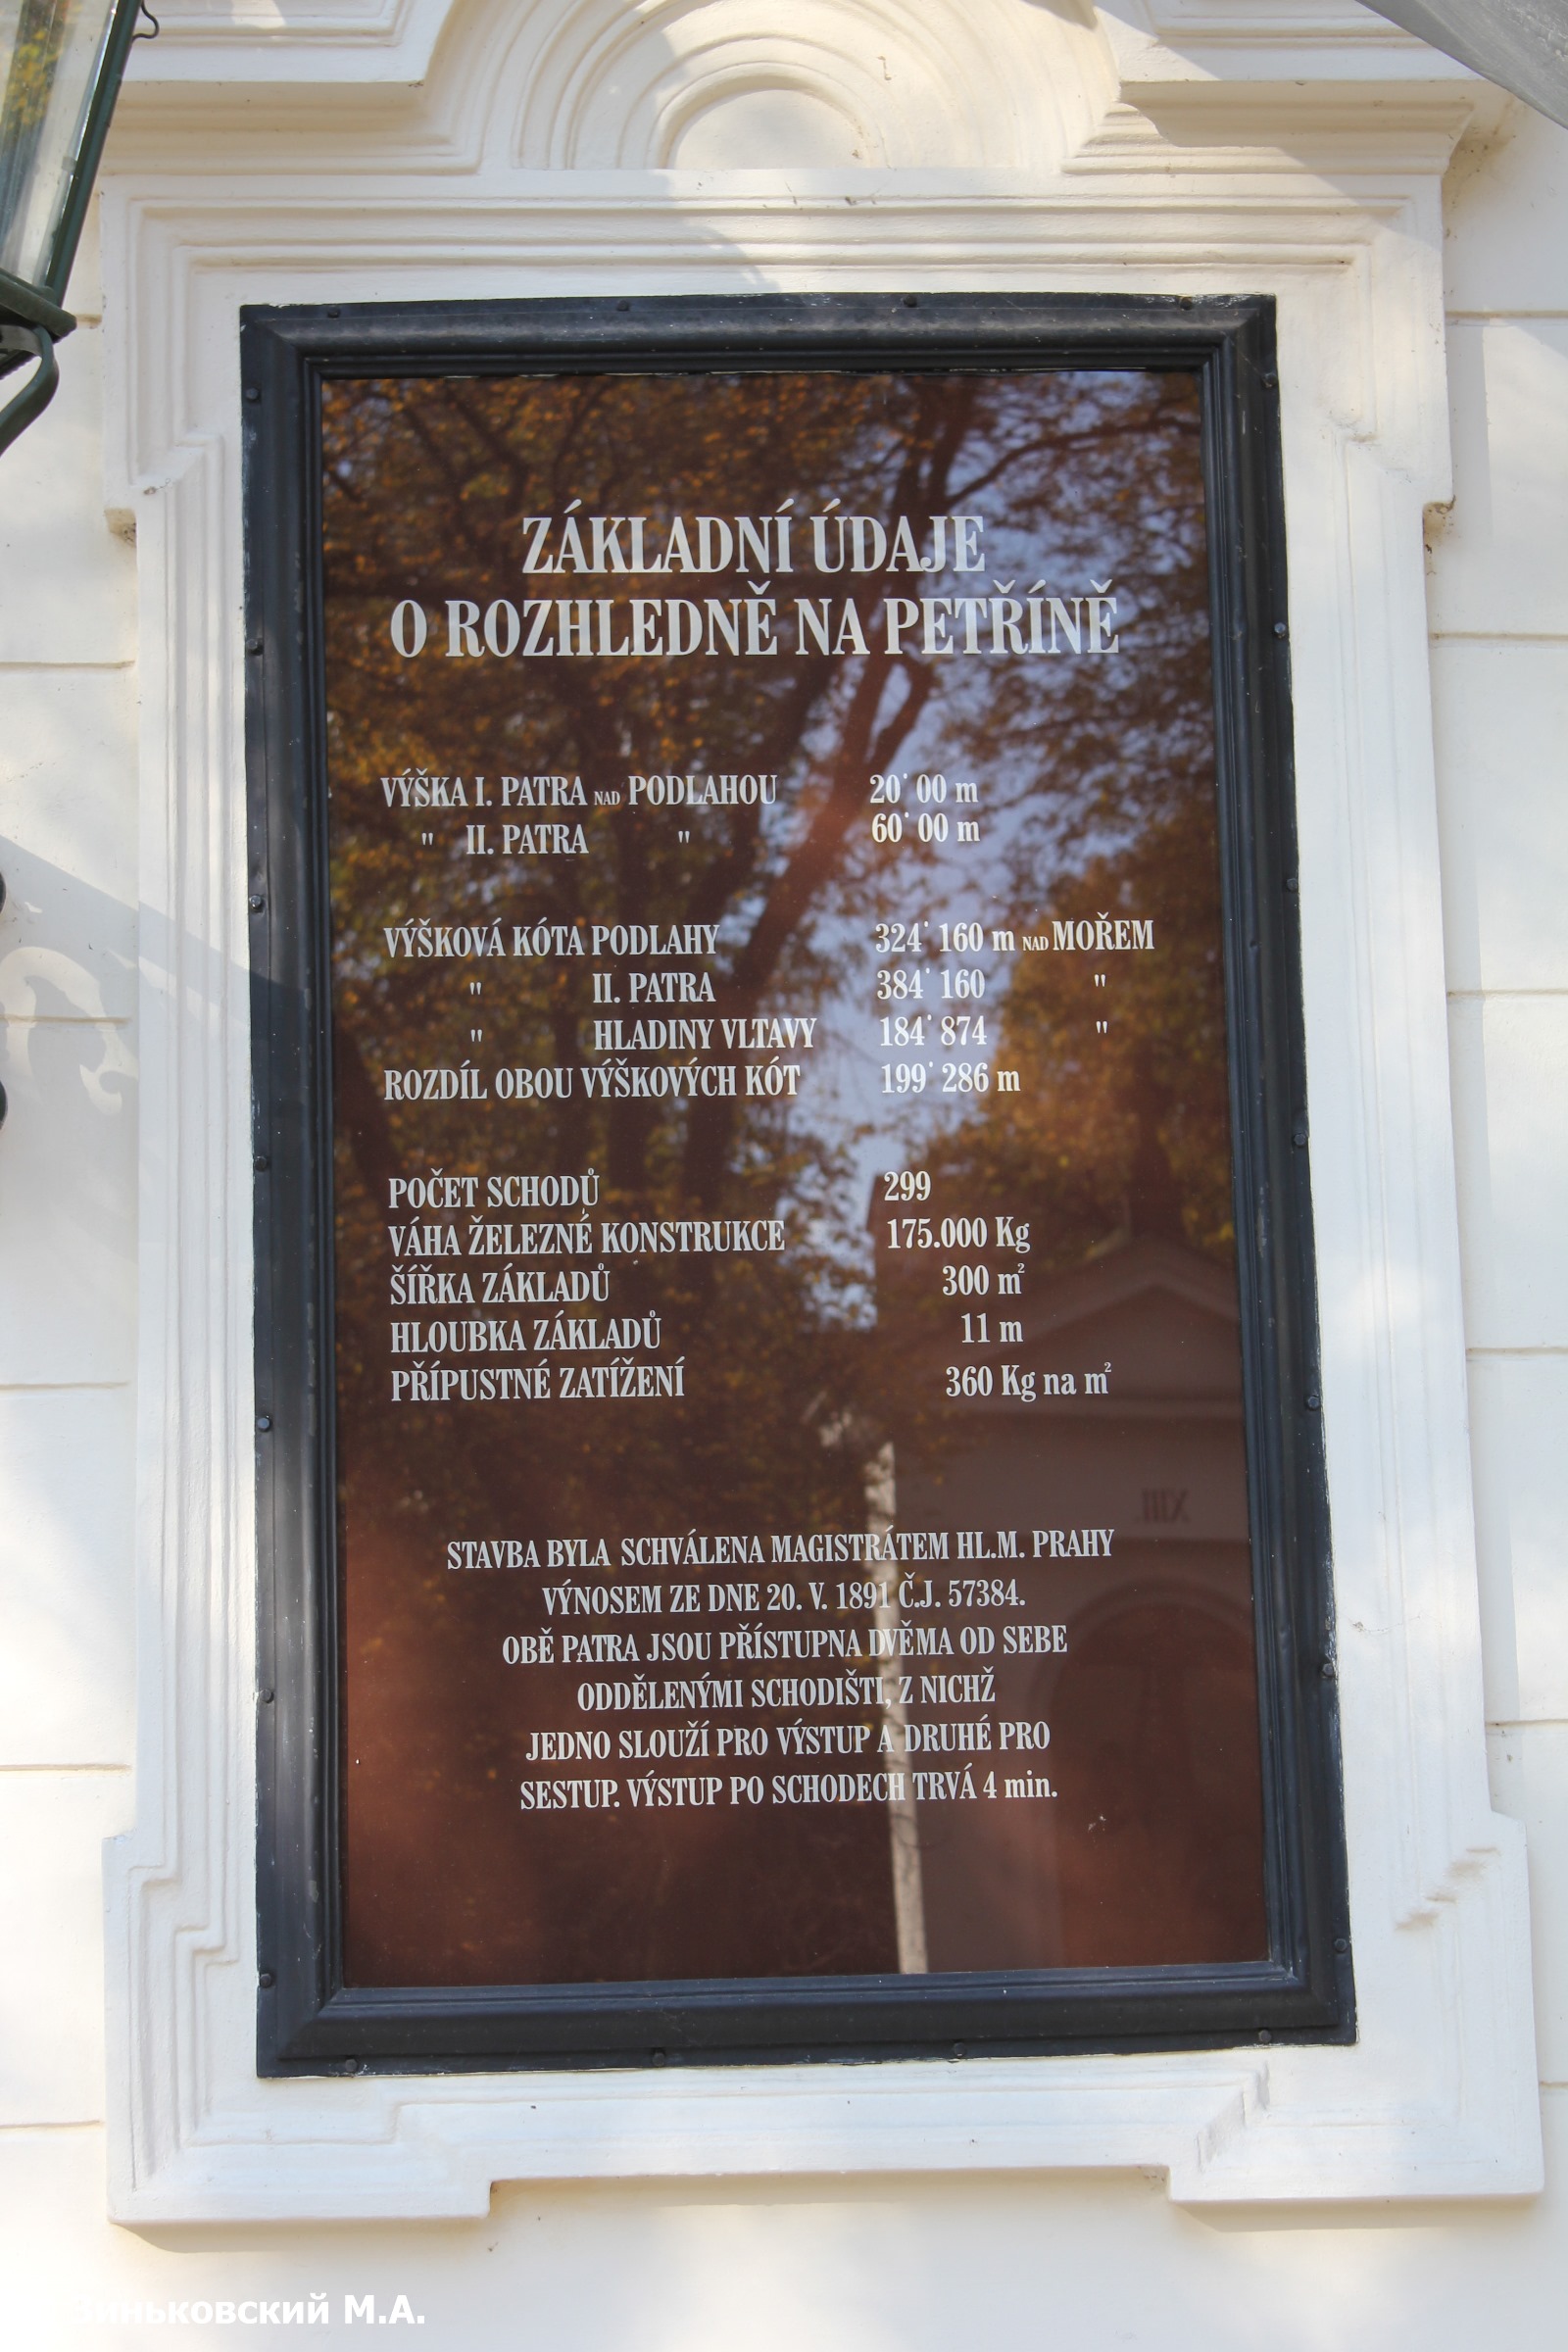 ZÁKLADNÍ ÚDAJE
O ROZHLEDNĚ NA PETŘÍNĚ
VÝŠKA I. PATRA NAD PODLAHOU 20˙00 m
" II. PATRA " 60˙00 m
VÝŠKOVÁ KÓTA PODLAHY 324˙160 m NAD MOŘEM
" II. PATRA 384˙160 "
" HLADINY VLTAVY 184˙874 "
ROZDÍL OBOU VÝŠKOVÝCH KÓT 199˙286 m
POČET SCHODŮ 299
VÁHA ŽELEZNÉ KONSTRUKCE 175.000 Kg
ŠÍŘKA ZÁKLADŮ 300 m²
HLOUBKA ZÁKLADŮ 11 m
PŘÍPUSTNÉ ZATÍŽENÍ 360 Kg na m²
STAVBA BYLA SCHVÁLENA MAGISTRÁTEM HL.M. PRAHY
VÝNOSEM ZE DNE 20. V. 1891 Č.J. 57384.
OBĚ PATRA JSOU PŘÍSTUPNA DVĚMA OD SEBE
ODDĚLENÝMI SCHODIŠTI, Z NICHŽ
JEDNO SLOUŽÍ PRO VÝSTUP A DRUHÉ PRO
SESTUP. VÝSTUP PO SCHODECH TRVÁ 4 min.
М.А.